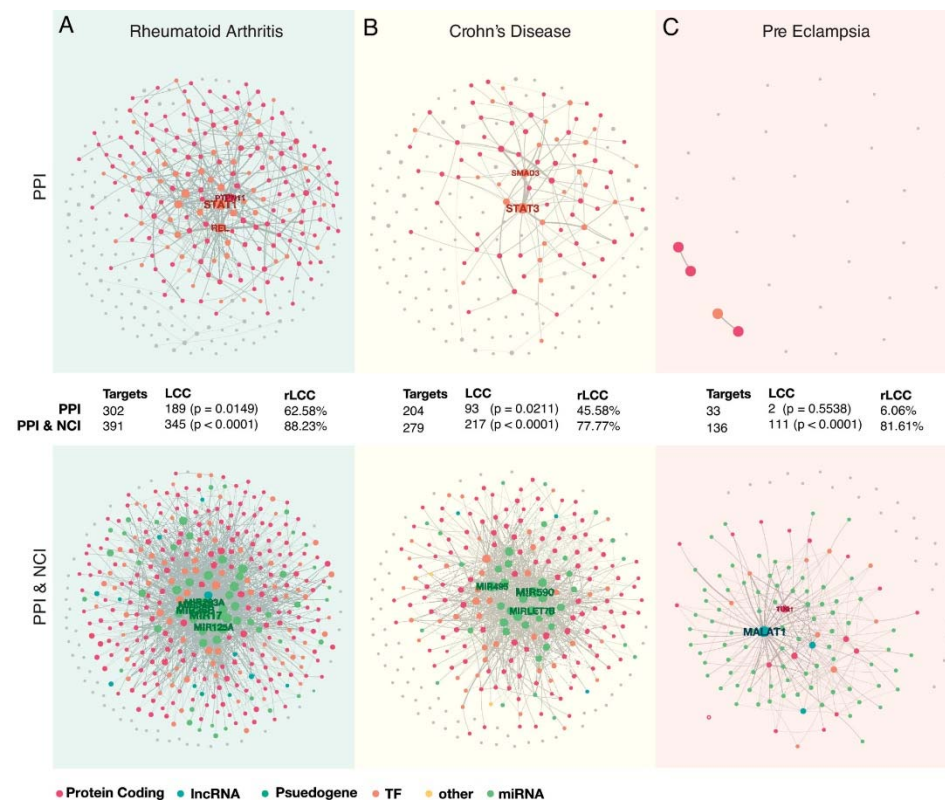 A Rheumatoid Arthritis B Crohn's Disease C Pre Eclampsia
PPI
PTPN11
STAT1
REL
SMAD3
STAT3
Targets LCC rLCC Targets LCC rLCC Targets LCC rLCC
PPI 302 189 (p = 0.0149) 62.58% 204 93 (p = 0.0211) 45.58% 33 2 (p = 0.5538) 6.06%
PPI & NCI 391 345 (p < 0.0001) 88.23% 279 217 (p < 0.0001) 77.77% 136 111 (p < 0.0001) 81.61%
PPI & NCI
MIR17
MIR125A
MIR495
MIR590
MIRLET7B
TUG1
MALAT1
Protein Coding lncRNA Psuedogene TF other miRNA